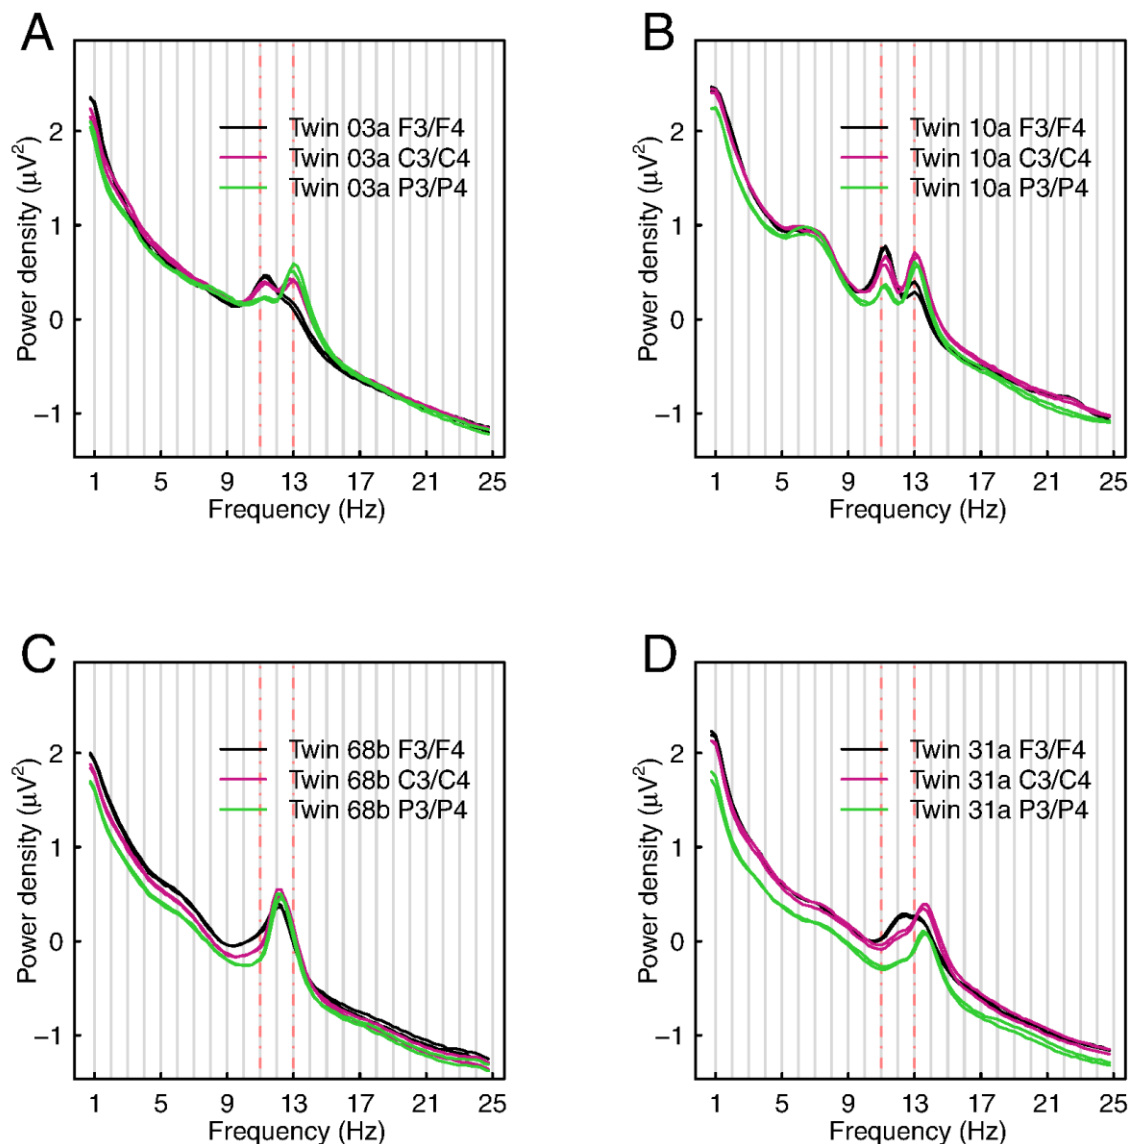 A
Power density (μV²)
2
1
0
−1
Twin 03a F3/F4
Twin 03a C3/C4
Twin 03a P3/P4
1 5 9 13 17 21 25
Frequency (Hz)
B
Power density (μV²)
2
1
0
−1
Twin 10a F3/F4
Twin 10a C3/C4
Twin 10a P3/P4
1 5 9 13 17 21 25
Frequency (Hz)
C
Power density (μV²)
2
1
0
−1
Twin 68b F3/F4
Twin 68b C3/C4
Twin 68b P3/P4
1 5 9 13 17 21 25
Frequency (Hz)
D
Power density (μV²)
2
1
0
−1
Twin 31a F3/F4
Twin 31a C3/C4
Twin 31a P3/P4
1 5 9 13 17 21 25
Frequency (Hz)